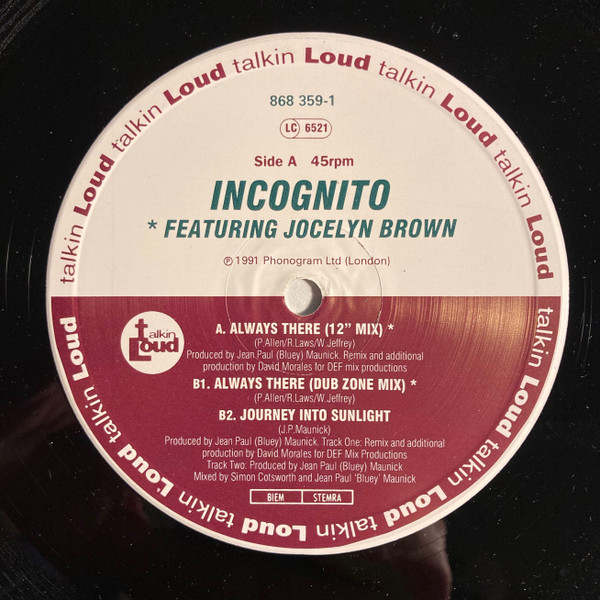 talkin Loud talkin Loud talkin Loud talkin Loud talkin Loud talkin Loud talkin Loud talkin Loud talkin Loud
868 359-1
LC 6521
Side A 45rpm
INCOGNITO
* FEATURING JOCELYN BROWN
℗ 1991 Phonogram Ltd (London)
talkin Loud
A. ALWAYS THERE (12” MIX) *
(P.Allen/R.Laws/W.Jeffrey)
Produced by Jean Paul (Bluey) Maunick. Remix and additional
production by David Morales for DEF mix productions
B1. ALWAYS THERE (DUB ZONE MIX) *
(P.Allen/R.Laws/W.Jeffrey)
B2. JOURNEY INTO SUNLIGHT
(J.P.Maunick)
Produced by Jean Paul (Bluey) Maunick. Track One: Remix and additional
production by David Morales for DEF Mix Productions
Track Two: Produced by Jean Paul (Bluey) Maunick
Mixed by Simon Cotsworth and Jean Paul 'Bluey' Maunick
BIEM STEMRA